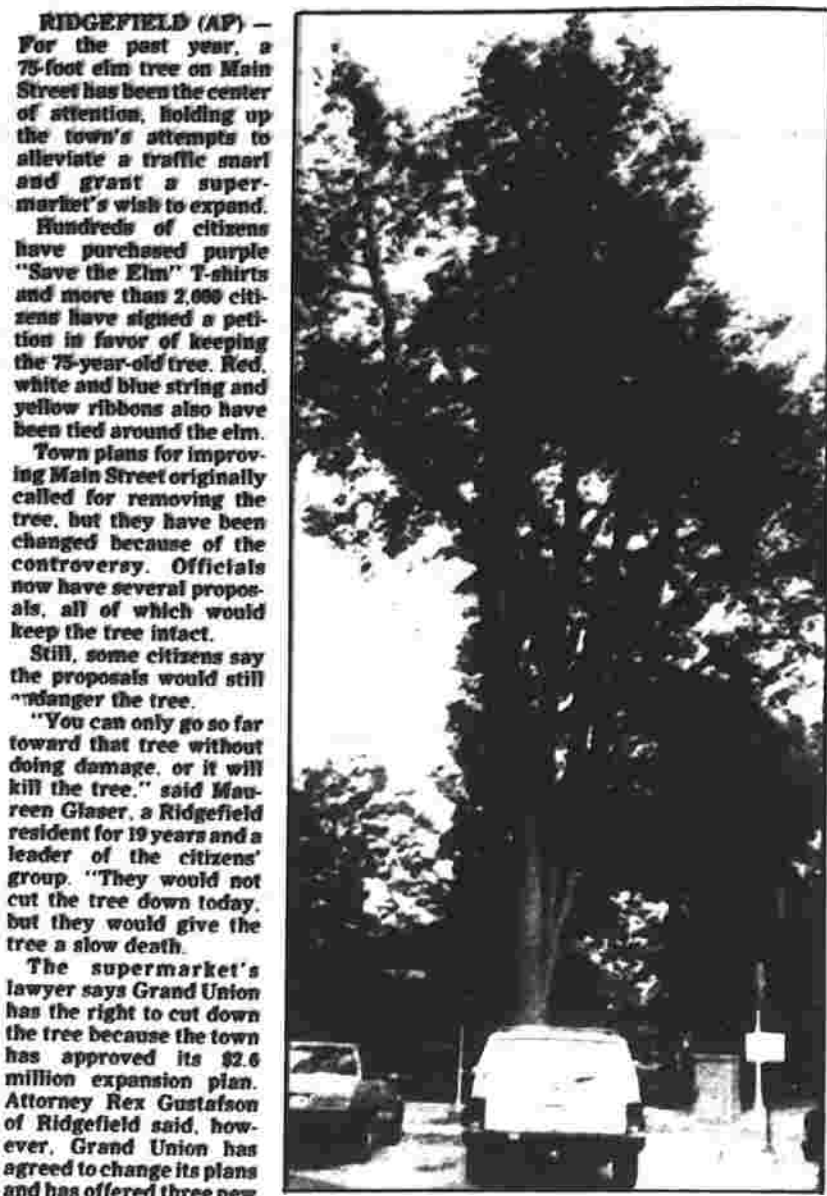 RIDGEFIELD (AP) —
For the past year, a
75-foot elm tree on Main
Street has been the center
of attention, holding up
the town's attempts to
alleviate a traffic snarl
and grant a super-
market's wish to expand.
Hundreds of citizens
have purchased purple
"Save the Elm" T-shirts
and more than 2,000 citi-
zens have signed a peti-
tion in favor of keeping
the 75-year-old tree. Red,
white and blue string and
yellow ribbons also have
been tied around the elm.
Town plans for improv-
ing Main Street originally
called for removing the
tree, but they have been
changed because of the
controversy. Officials
now have several propos-
als, all of which would
keep the tree intact.
Still, some citizens say
the proposals would still
endanger the tree.
"You can only go so far
toward that tree without
doing damage, or it will
kill the tree," said Mau-
reen Glaser, a Ridgefield
resident for 19 years and a
leader of the citizens'
group. "They would not
cut the tree down today,
but they would give the
tree a slow death.
The supermarket's
lawyer says Grand Union
has the right to cut down
the tree because the town
has approved its $2.6
million expansion plan.
Attorney Rex Gustafson
of Ridgefield said, how-
ever, Grand Union has
agreed to change its plans
and has offered three new